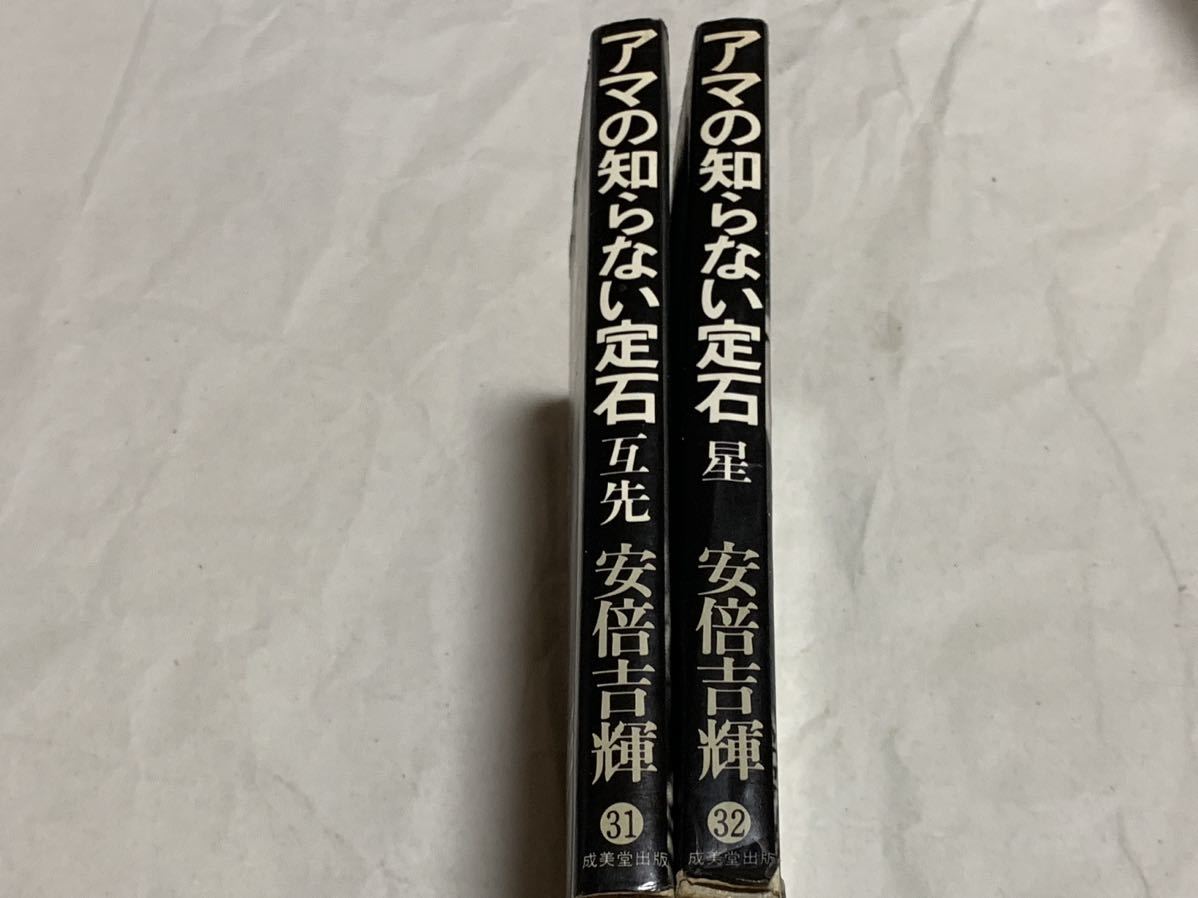 アマの知らない定石 互先 安倍吉輝
31
成美堂出版
アマの知らない定石 星 安倍吉輝
32
成美堂出版